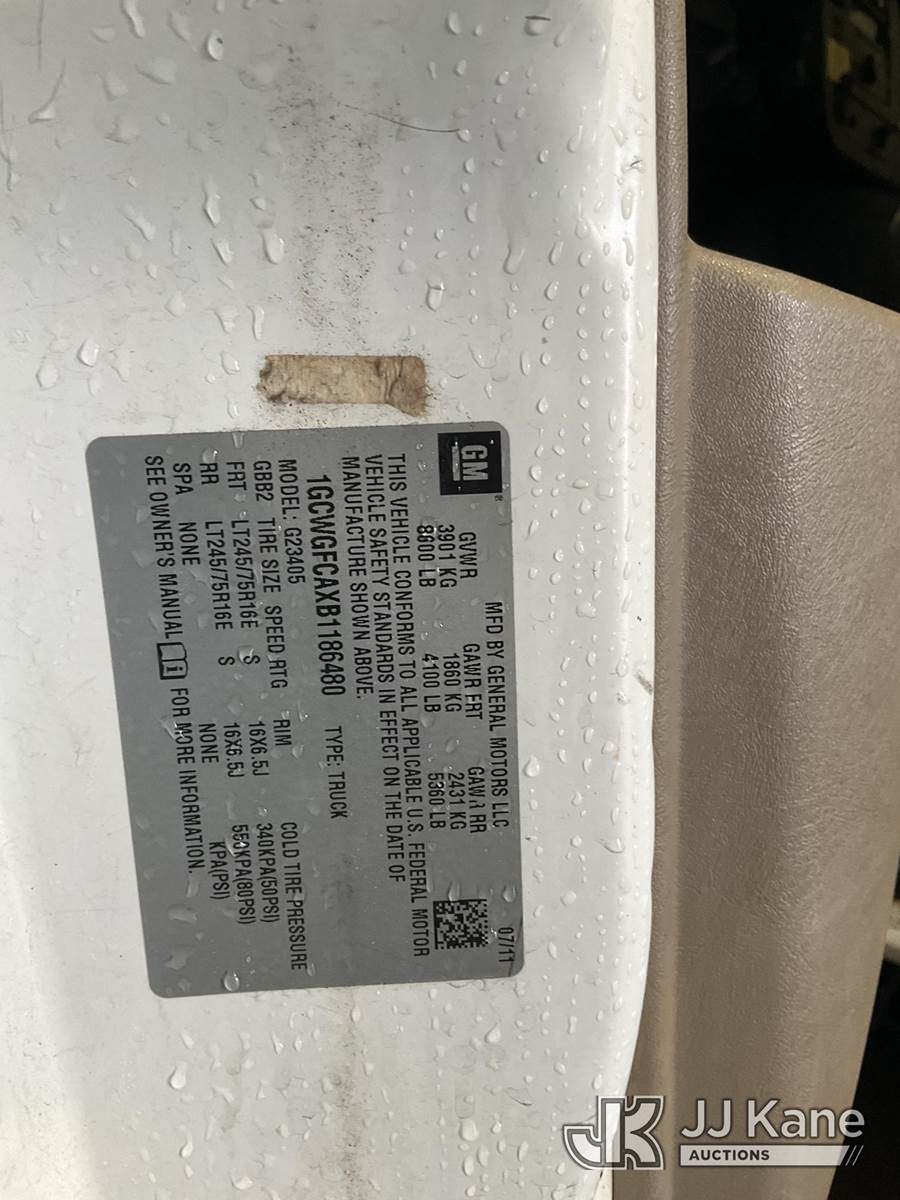 GM ®
MFD BY GENERAL MOTORS LLC 07/11
GVWR GAWR FRT GAWR RR
3901 KG 1860 KG 2431 KG
8600 LB 4100 LB 5360 LB
THIS VEHICLE CONFORMS TO ALL APPLICABLE U.S. FEDERAL MOTOR
VEHICLE SAFETY STANDARDS IN EFFECT ON THE DATE OF
MANUFACTURE SHOWN ABOVE.
1GCWGFCAXB1186480 TYPE: TRUCK
MODEL: G23405
GBB2 TIRE SIZE SPEED RTG RIM COLD TIRE PRESSURE
FRT LT245/75R16E S 16X6.5J 340KPA(50PSI)
RR LT245/75R16E S 16X6.5J 550KPA(80PSI)
SPA NONE NONE KPA(PSI)
SEE OWNER'S MANUAL FOR MORE INFORMATION.
JK JJ Kane
AUCTIONS